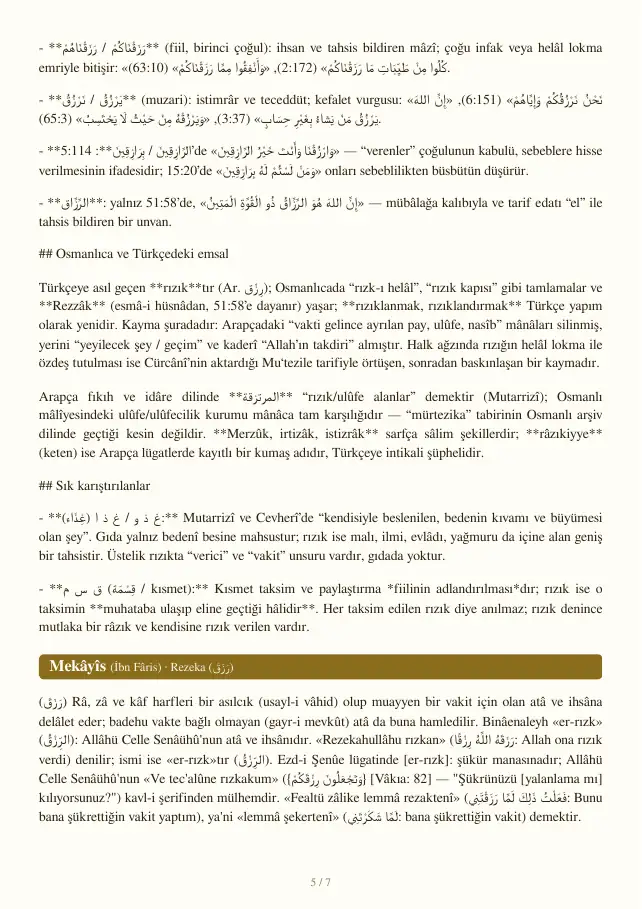 - **رَزَقْنَاكُمْ / رَزَقْنَاهُمْ** (fiil, birinci çoğul): ihsan ve tahsis bildiren mâzî; çoğu infak veya helâl lokma
emriyle bitişir: «وَأَنْفِقُوا مِمَّا رَزَقْنَاكُمْ» (63:10), «كُلُوا مِنْ طَيِّبَاتِ مَا رَزَقْنَاكُمْ» (2:172).
- **يَرْزُقُ / نَرْزُقُ** (muzari): istimrâr ve teceddüt; kefalet vurgusu: «نَحْنُ نَرْزُقُكُمْ وَإِيَّاهُمْ» (6:151), «إِنَّ اللهَ
يَرْزُقُ مَنْ يَشَاءُ بِغَيْرِ حِسَابٍ» (3:37), «وَيَرْزُقْهُ مِنْ حَيْثُ لَا يَحْتَسِبُ» (65:3).
- **الرَّازِقِينَ / بِرَازِقِينَ**: 5:114'de «وَارْزُقْنَا وَأَنْتَ خَيْرُ الرَّازِقِينَ» — “verenler” çoğulunun kabulü, sebeblere hisse
verilmesinin ifadesidir; 15:20’de «وَمَنْ لَسْتُمْ لَهُ بِرَازِقِينَ» onları sebeblilikten büsbütün düşürür.
- **الرَّزَّاق**: yalnız 51:58’de, «إِنَّ اللهَ هُوَ الرَّزَّاقُ ذُو الْقُوَّةِ الْمَتِينُ» — mübâlağa kalıbıyla ve tarif edatı “el” ile
tahsis bildiren bir unvan.
## Osmanlıca ve Türkçedeki emsal
Türkçeye asıl geçen **rızık**tır (Ar. رِزْق); Osmanlıcada “rızk-ı helâl”, “rızık kapısı” gibi tamlamalar ve
**Rezzâk** (esmâ-i hüsnâdan, 51:58’e dayanır) yaşar; **rızıklanmak, rızıklandırmak** Türkçe yapım
olarak yenidir. Kayma şuradadır: Arapçadaki “vakti gelince ayrılan pay, ulûfe, nasîb” mânâları silinmiş,
yerini “yeyilecek şey / geçim” ve kaderî “Allah’ın takdiri” almıştır. Halk ağzında rızığın helâl lokma ile
özdeş tutulması ise Cürcânî’nin aktardığı Mu‘tezile tarifiyle örtüşen, sonradan baskınlaşan bir kaymadır.
Arapça fıkıh ve idâre dilinde **المرتزقة** “rızık/ulûfe alanlar” demektir (Mutarrizî); Osmanlı
mâlîyesindeki ulûfe/ulûfecilik kurumu mânâca tam karşılığıdır — “mürtezika” tabirinin Osmanlı arşiv
dilinde geçtiği kesin değildir. **Merzûk, irtizâk, istizrâk** sarfça sâlim şekillerdir; **râzıkiyye**
(keten) ise Arapça lügatlerde kayıtlı bir kumaş adıdır, Türkçeye intikali şüphelidir.
## Sık karıştırılanlar
- **غ ذ و / غ ذ ا (غِذَاء):** Mutarrizî ve Cevherî’de “kendisiyle beslenilen, bedenin kıvamı ve büyümesi
olan şey”. Gıda yalnız bedenî besine mahsustur; rızık ise malı, ilmi, evlâdı, yağmuru da içine alan geniş
bir tahsistir. Üstelik rızıkta “verici” ve “vakit” unsuru vardır, gıdada yoktur.
- **ق س م (قِسْمَة / kısmet):** Kısmet taksim ve paylaştırma *fiilinin adlandırılması*dır; rızık ise o
taksimin **muhataba ulaşıp eline geçtiği hâlidir**. Her taksim edilen rızık diye anılmaz; rızık denince
mutlaka bir râzık ve kendisine rızık verilen vardır.
Mekâyîs (İbn Fâris) · Rezeka (رَزَقَ)
(رَزَقَ) Râ, zâ ve kâf harfleri bir asılcık (usayl-i vâhid) olup muayyen bir vakit için olan atâ ve ihsâna
delâlet eder; badehu vakte bağlı olmayan (gayr-i mevkût) atâ da buna hamledilir. Binâenaleyh «er-rızk»
(الرِّزْقُ): Allâhü Celle Senâühû'nun atâ ve ihsânıdır. «Rezekahullâhu rızkan» (رَزَقَهُ اللَّهُ رِزْقًا: Allah ona rızık
verdi) denilir; ismi ise «er-rızk»tır (الرِّزْقُ). Ezd-i Şenûe lügatinde [er-rızk]: şükür manasınadır; Allâhü
Celle Senâühû'nun «Ve tec'alûne rızkakum» ({وَتَجْعَلُونَ رِزْقَكُمْ} [Vâkıa: 82] — "Şükrünüzü [yalanlama mı]
kılıyorsunuz?") kavl-i şerifinden mülhemdir. «Fealtü zâlike lemmâ rezaktenî» (فَعَلْتُ ذَلِكَ لَمَّا رَزَقْتَنِي: Bunu
bana şükrettiğin vakit yaptım), ya'ni «lemmâ şekertenî» (لَمَّا شَكَرْتَنِي: bana şükrettiğin vakit) demektir.
5 / 7